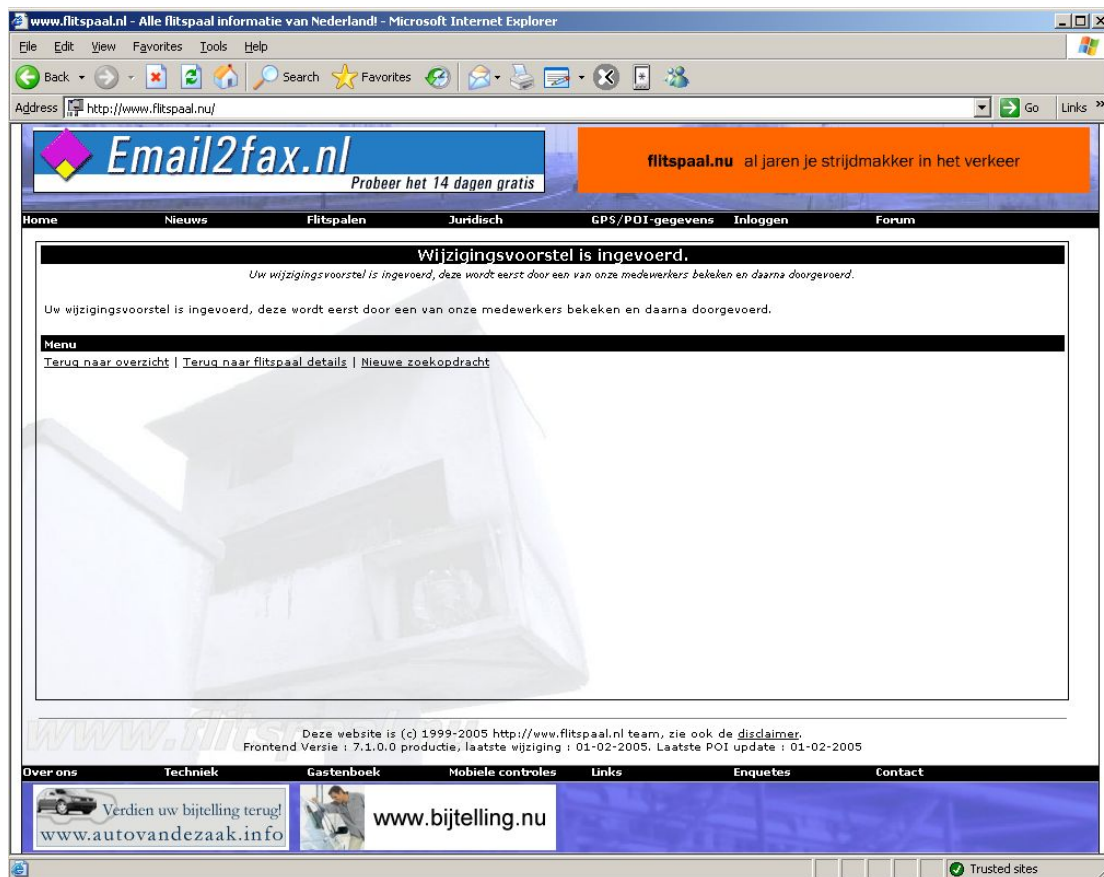 www.flitspaal.nl - Alle flitspaal informatie van Nederland! - Microsoft Internet Explorer
File Edit View Favorites Tools Help
Back Search Favorites
Address http://www.flitspaal.nu/ Go Links »
Email2fax.nl
Probeer het 14 dagen gratis
flitspaal.nu al jaren je strijdmakker in het verkeer
Home Nieuws Flitspalen Juridisch GPS/POI-gegevens Inloggen Forum
Wijzigingsvoorstel is ingevoerd.
Uw wijzigingsvoorstel is ingevoerd, deze wordt eerst door een van onze medewerkers bekeken en daarna doorgevoerd.
Uw wijzigingsvoorstel is ingevoerd, deze wordt eerst door een van onze medewerkers bekeken en daarna doorgevoerd.
Menu
Terug naar overzicht | Terug naar flitspaal details | Nieuwe zoekopdracht
www.flitspaal.nu
Deze website is (c) 1999-2005 http://www.flitspaal.nl team, zie ook de disclaimer.
Frontend Versie : 7.1.0.0 productie, laatste wijziging : 01-02-2005. Laatste POI update : 01-02-2005
Over ons Techniek Gastenboek Mobiele controles Links Enquetes Contact
Verdien uw bijtelling terug!
www.autovandezaak.info
www.bijtelling.nu
Trusted sites